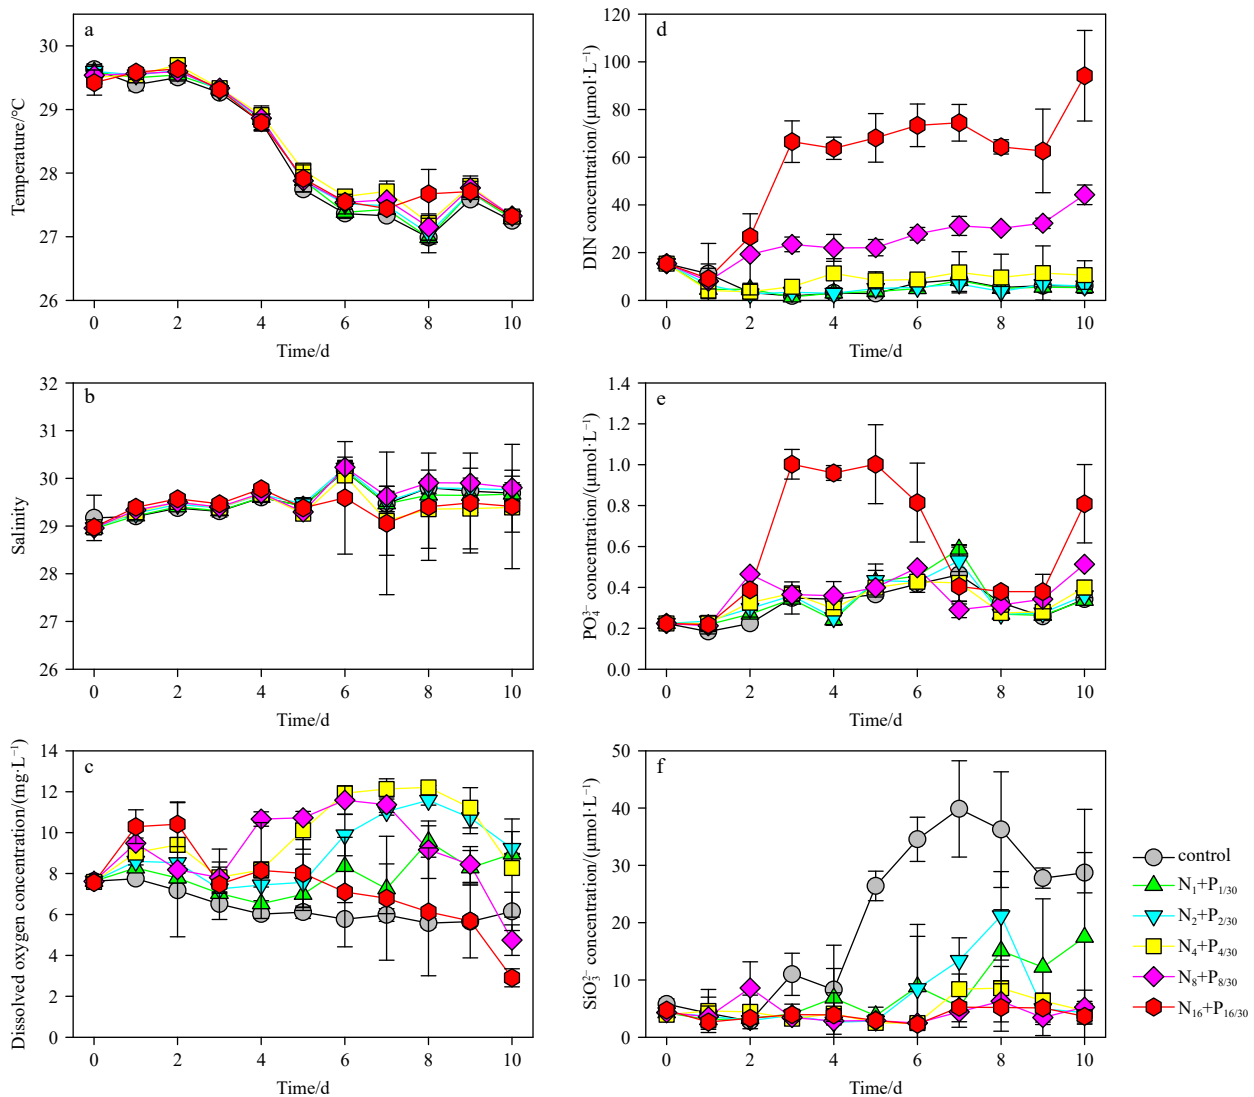 a
30
29
28
27
26
Temperature/°C
0 2 4 6 8 10
Time/d
b
32
31
30
29
28
27
26
Salinity
0 2 4 6 8 10
Time/d
c
14
12
10
8
6
4
2
0
Dissolved oxygen concentration/(mg·L⁻¹)
0 2 4 6 8 10
Time/d
d
120
100
80
60
40
20
0
DIN concentration/(μmol·L⁻¹)
0 2 4 6 8 10
Time/d
e
1.4
1.2
1.0
0.8
0.6
0.4
0.2
0.0
PO₄³⁻ concentration/(μmol·L⁻¹)
0 2 4 6 8 10
Time/d
f
50
40
30
20
10
0
SiO₃²⁻ concentration/(μmol·L⁻¹)
0 2 4 6 8 10
Time/d
control
N₁+P₁/₃₀
N₂+P₂/₃₀
N₄+P₄/₃₀
N₈+P₈/₃₀
N₁₆+P₁₆/₃₀